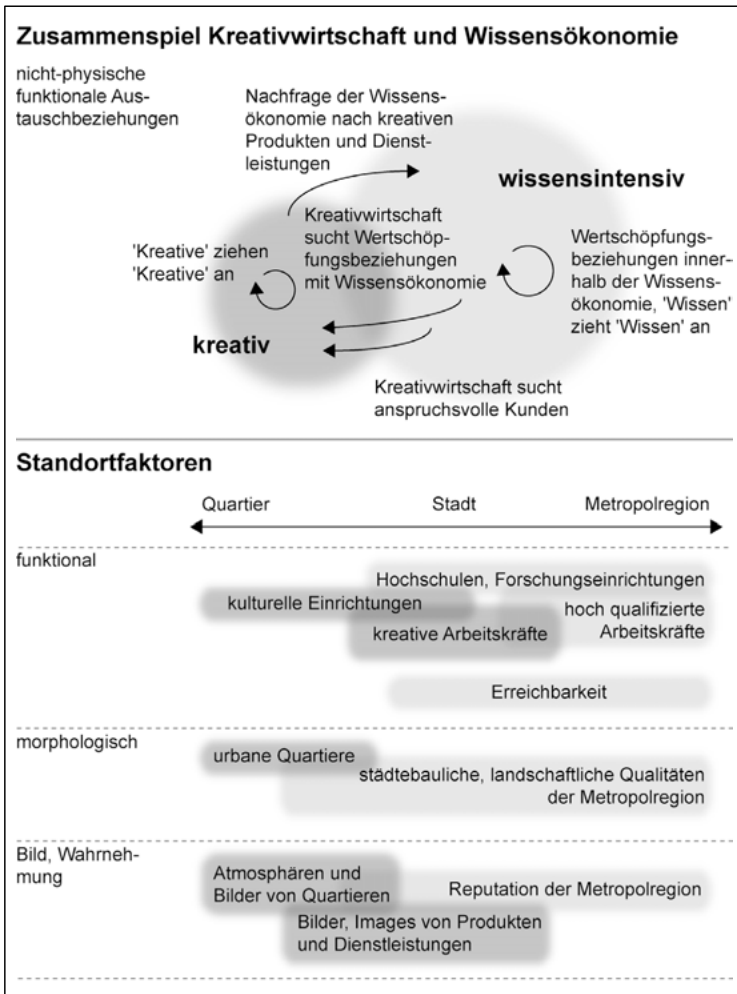 Zusammenspiel Kreativwirtschaft und Wissensökonomie
nicht-physische
funktionale Aus-
tauschbeziehungen
Nachfrage der Wissens-
ökonomie nach kreativen
Produkten und Dienst-
leistungen
wissensintensiv
Kreativwirtschaft
sucht Wertschöp-
fungsbeziehungen
mit Wissensökonomie
'Kreative' ziehen
'Kreative' an
Wertschöpfungs-
beziehungen inner-
halb der Wissens-
ökonomie, 'Wissen'
zieht 'Wissen' an
kreativ
Kreativwirtschaft sucht
anspruchsvolle Kunden
Standortfaktoren
Quartier Stadt Metropolregion
funktional
Hochschulen, Forschungseinrichtungen
kulturelle Einrichtungen
hoch qualifizierte
Arbeitskräfte
kreative Arbeitskräfte
Erreichbarkeit
morphologisch
urbane Quartiere
städtebauliche, landschaftliche Qualitäten
der Metropolregion
Bild, Wahrneh-
mung
Atmosphären und
Bilder von Quartieren
Reputation der Metropolregion
Bilder, Images von Produkten
und Dienstleistungen